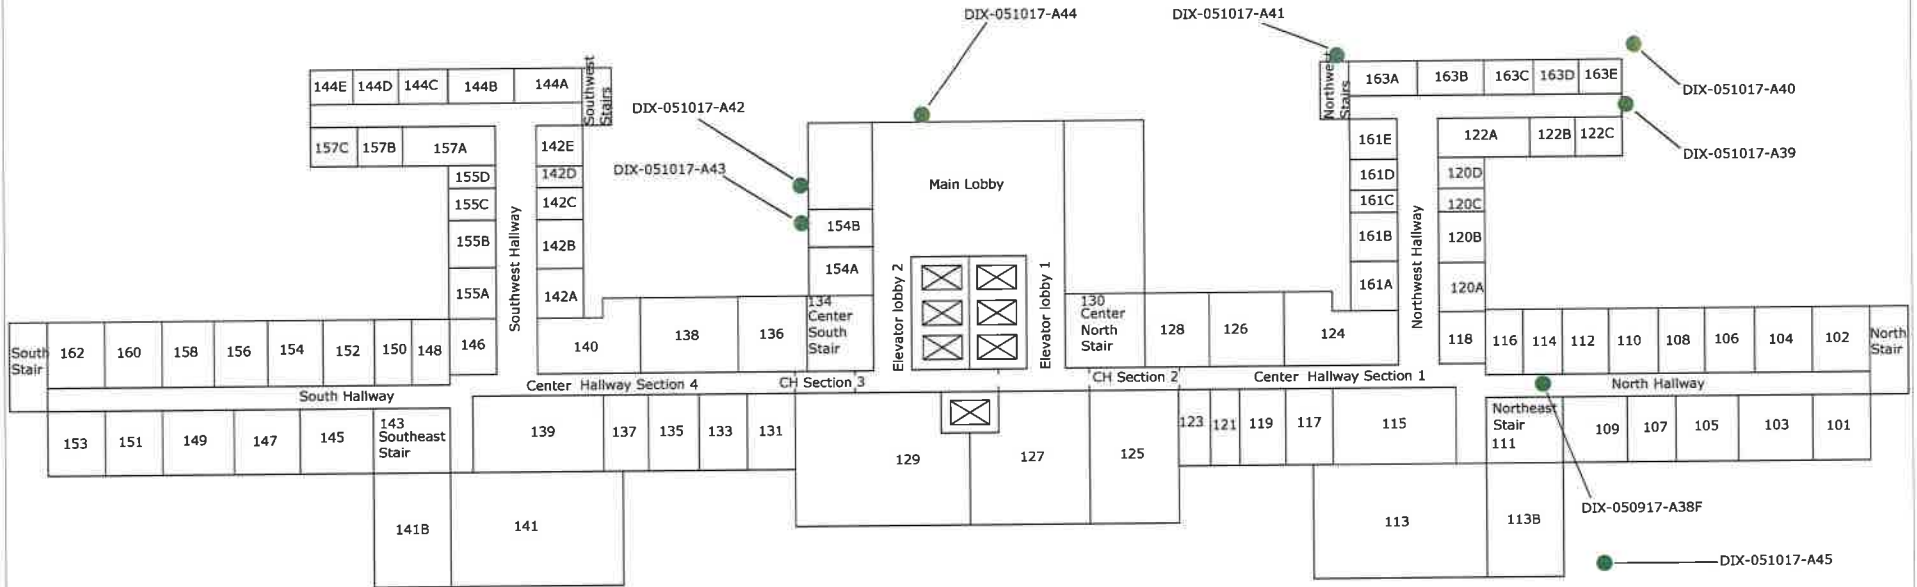 DIX-051017-A44
DIX-051017-A41
DIX-051017-A40
DIX-051017-A42
DIX-051017-A39
DIX-051017-A43
144E 144D 144C 144B 144A
Southwest
Stairs
Northwest
Stairs
163A 163B 163C 163D 163E
157C 157B 157A
142E
161E
122A 122B 122C
155D
142D
Main Lobby
161D
120D
155C
142C
161C
120C
154B
155B
142B
161B
120B
154A
155A
142A
161A
120A
Southwest Hallway
Elevator lobby 2
Elevator lobby 1
Northwest Hallway
South
Stair
162 160 158 156 154 152 150 148 146
140 138 136
134
Center
South
Stair
130
Center
North
Stair
128 126 124
118 116 114 112 110 108 106 104 102
North
Stair
South Hallway
Center Hallway Section 4
CH Section 3
CH Section 2
Center Hallway Section 1
North Hallway
153 151 149 147 145
143
Southeast
Stair
139 137 135 133 131
129 127 125
123 121 119 117 115
Northeast
Stair
111
109 107 105 103 101
141B 141
113 113B
DIX-050917-A38F
DIX-051017-A45